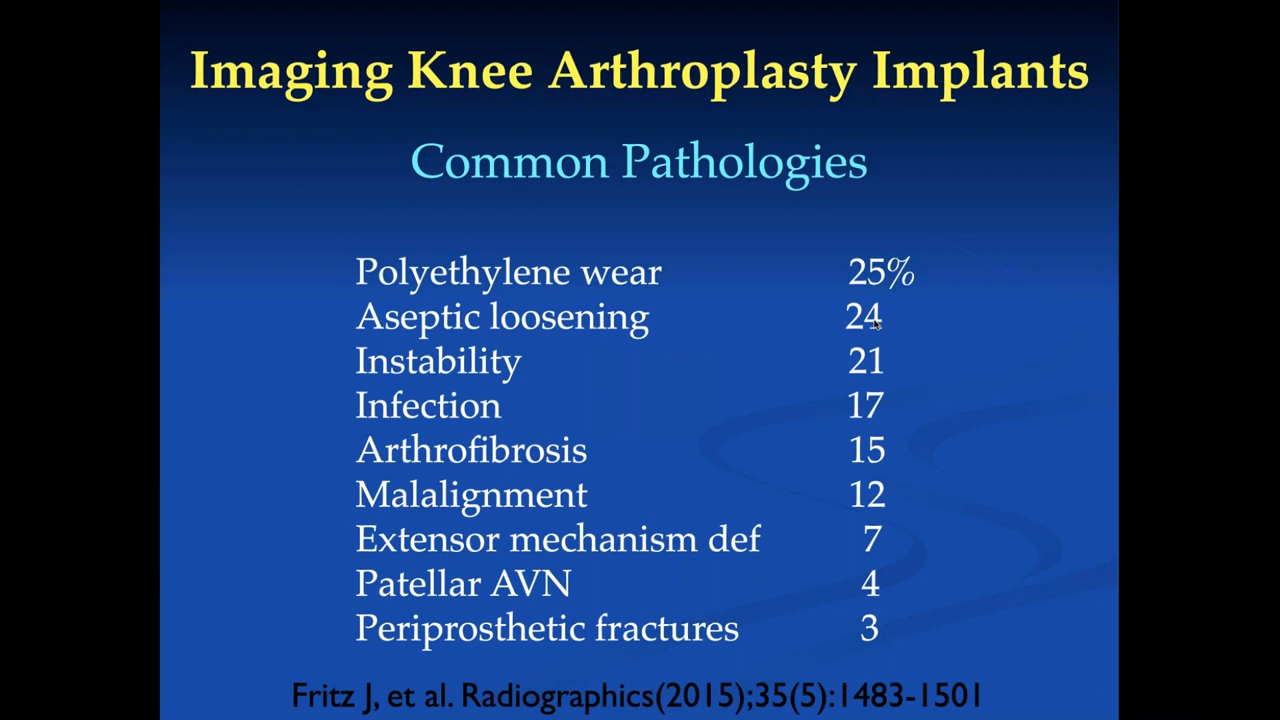 Imaging Knee Arthroplasty Implants
Common Pathologies
Polyethylene wear 25%
Aseptic loosening 24
Instability 21
Infection 17
Arthrofibrosis 15
Malalignment 12
Extensor mechanism def 7
Patellar AVN 4
Periprosthetic fractures 3
Fritz J, et al. Radiographics(2015);35(5):1483-1501